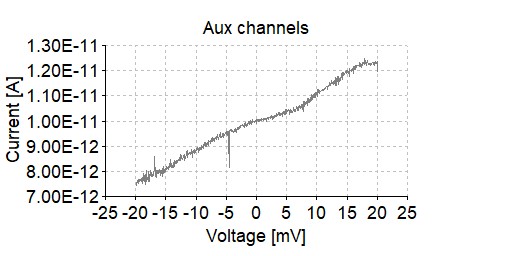 Aux channels
1.30E-11
1.20E-11
1.10E-11
1.00E-11
9.00E-12
8.00E-12
7.00E-12
Current [A]
-25 -20 -15 -10 -5 0 5 10 15 20 25
Voltage [mV]